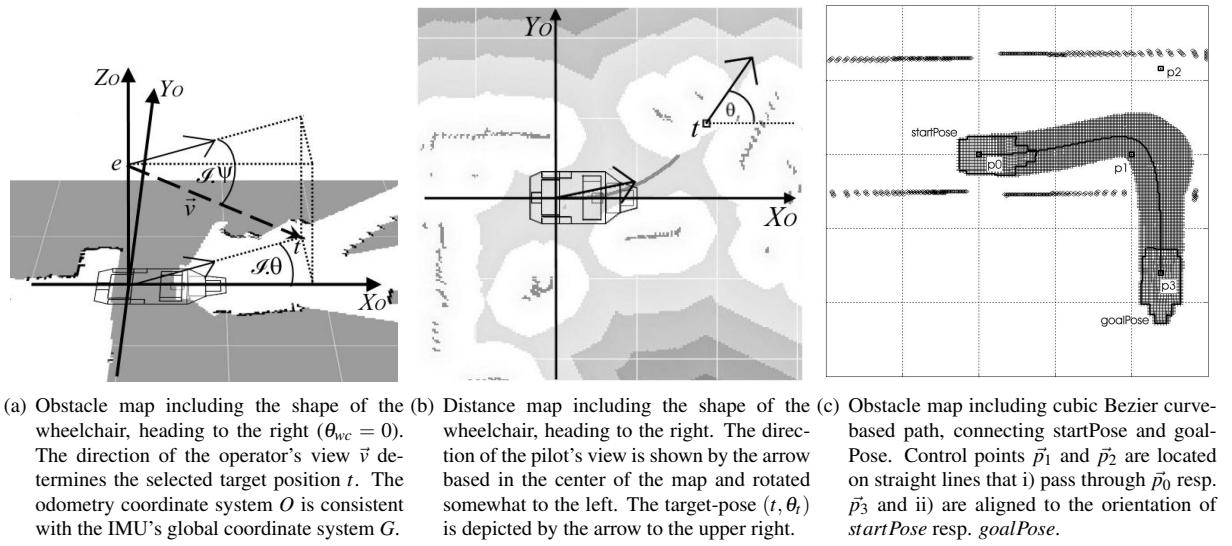 Zo
Yo
e
𝓘.Ψ
v⃗
t
𝓘.θ
Xo
Yo
t
θt
Xo
p2
startPose
p0
p1
p3
goalPose
(a) Obstacle map including the shape of the
wheelchair, heading to the right (θwc = 0).
The direction of the operator's view v⃗ de-
termines the selected target position t. The
odometry coordinate system O is consistent
with the IMU's global coordinate system G.
(b) Distance map including the shape of the
wheelchair, heading to the right. The direc-
tion of the pilot's view is shown by the arrow
based in the center of the map and rotated
somewhat to the left. The target-pose (t, θt)
is depicted by the arrow to the upper right.
(c) Obstacle map including cubic Bezier curve-
based path, connecting startPose and goal-
Pose. Control points p⃗1 and p⃗2 are located
on straight lines that i) pass through p⃗0 resp.
p⃗3 and ii) are aligned to the orientation of
startPose resp. goalPose.